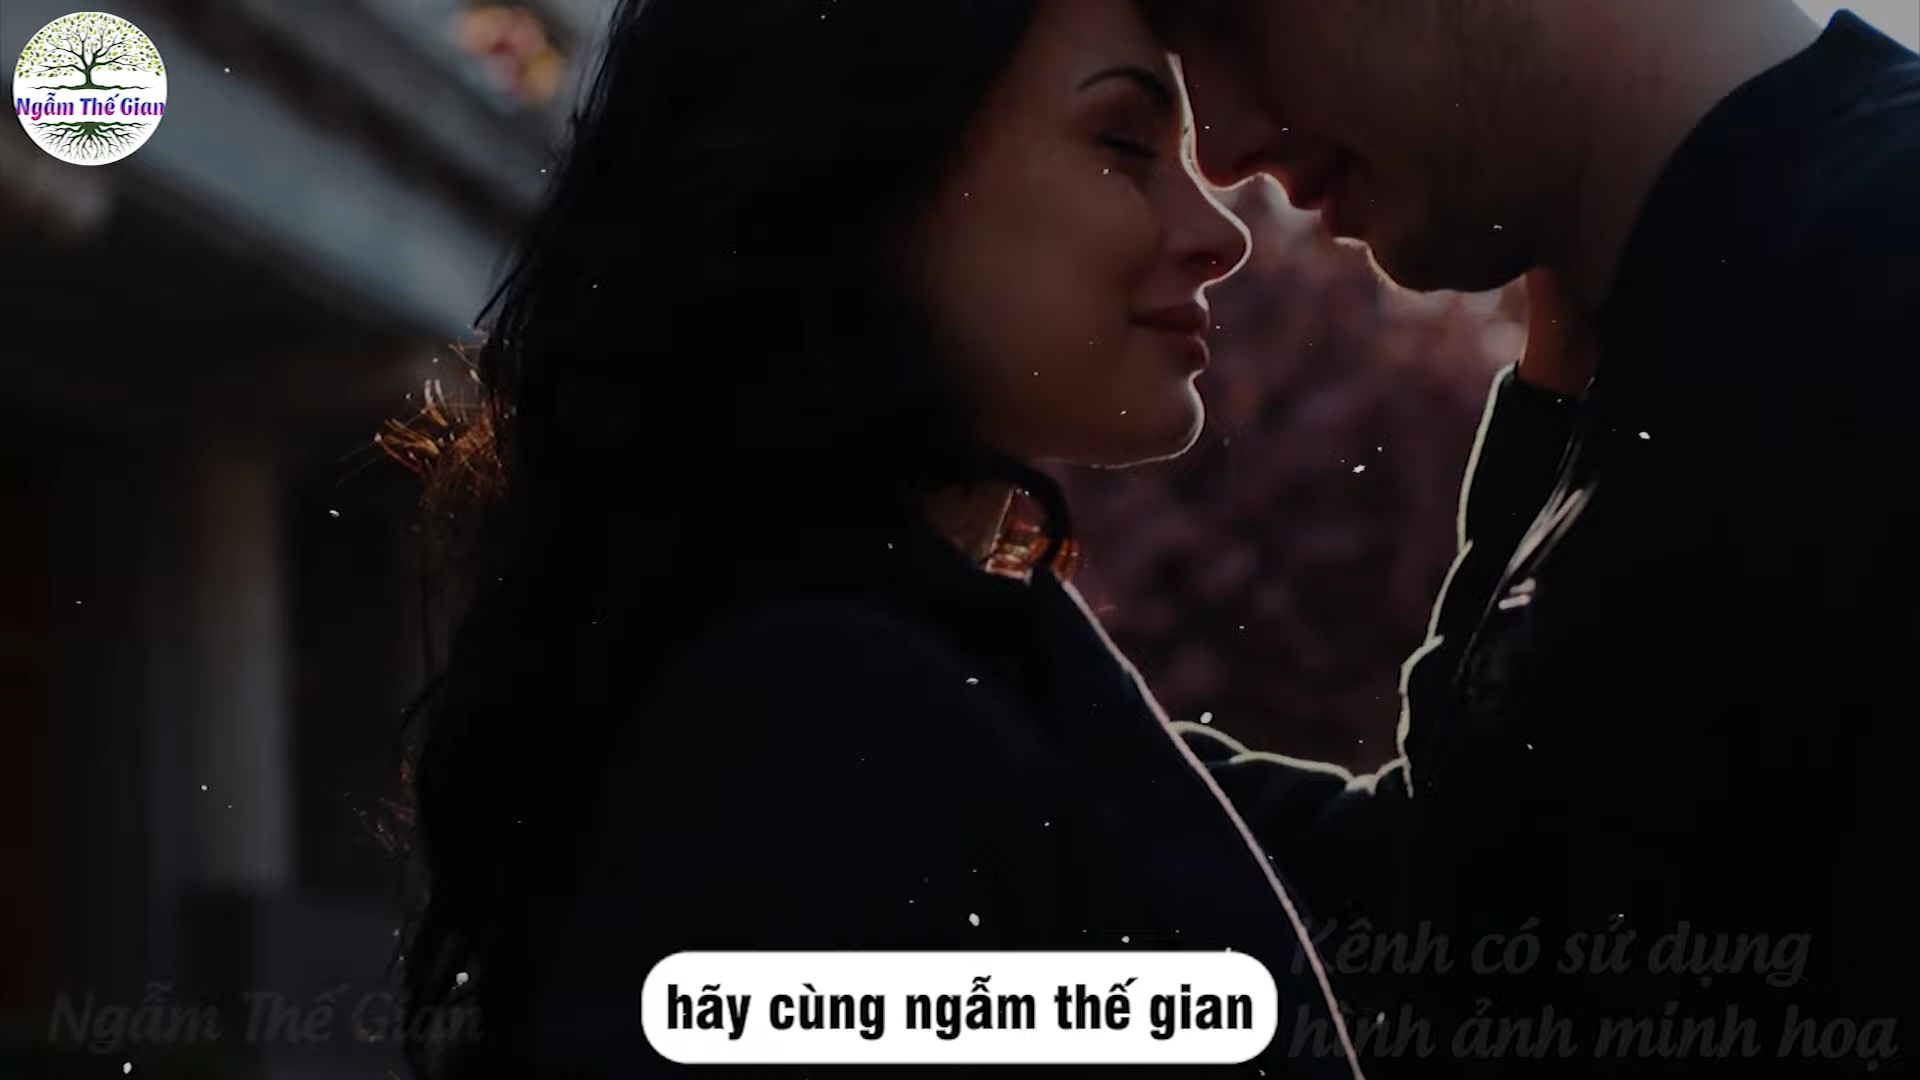 Ngẫm Thế Gian
Kênh có sử dụng
hình ảnh minh hoạ
Ngẫm Thế Gian
hãy cùng ngẫm thế gian